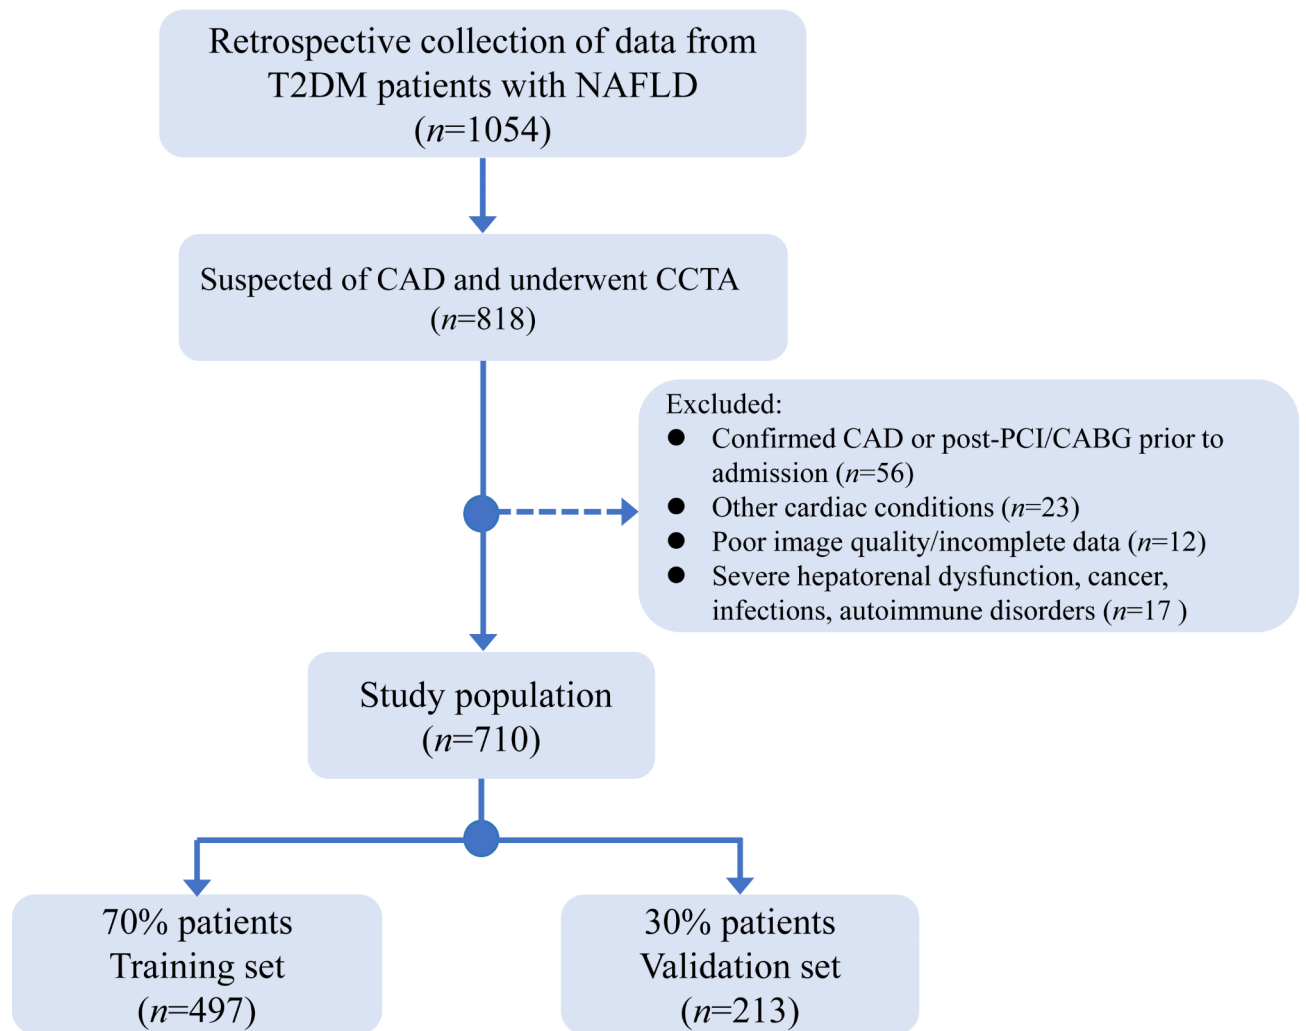 Retrospective collection of data from
T2DM patients with NAFLD
(n=1054)
Suspected of CAD and underwent CCTA
(n=818)
Excluded:
● Confirmed CAD or post-PCI/CABG prior to
admission (n=56)
● Other cardiac conditions (n=23)
● Poor image quality/incomplete data (n=12)
● Severe hepatorenal dysfunction, cancer,
infections, autoimmune disorders (n=17 )
Study population
(n=710)
70% patients
Training set
(n=497)
30% patients
Validation set
(n=213)